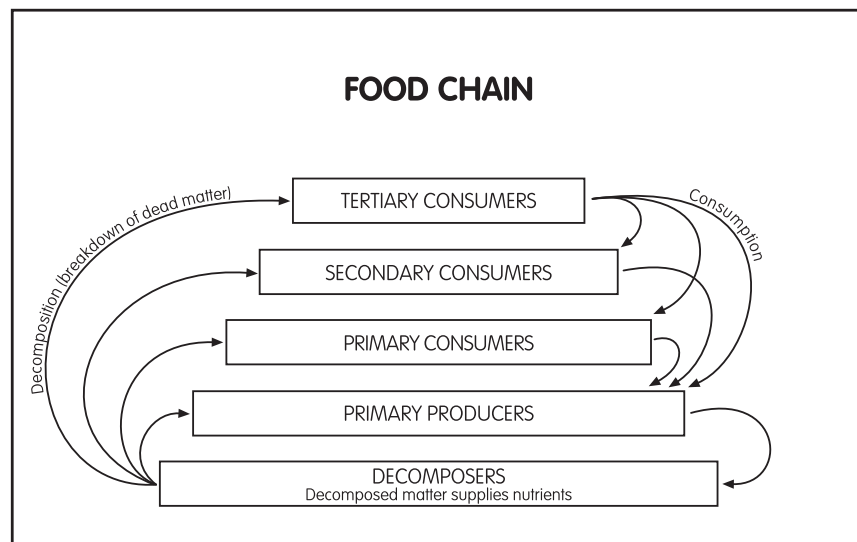 FOOD CHAIN
Decomposition (breakdown of dead matter)
Consumption
TERTIARY CONSUMERS
SECONDARY CONSUMERS
PRIMARY CONSUMERS
PRIMARY PRODUCERS
DECOMPOSERS
Decomposed matter supplies nutrients